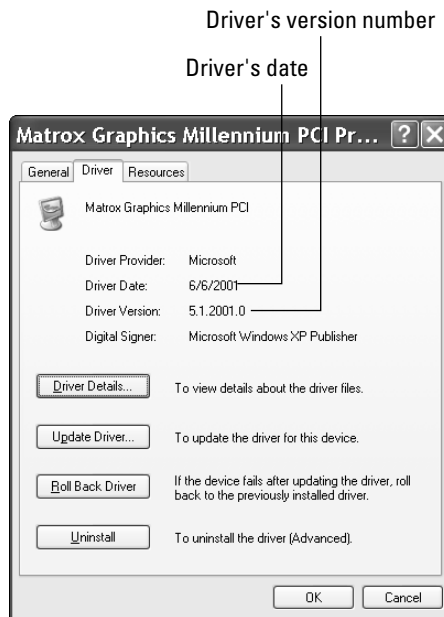 Driver's version number
Driver's date
Matrox Graphics Millennium PCI Pr...
General Driver Resources
Matrox Graphics Millennium PCI
Driver Provider: Microsoft
Driver Date: 6/6/2001
Driver Version: 5.1.2001.0
Digital Signer: Microsoft Windows XP Publisher
Driver Details... To view details about the driver files.
Update Driver... To update the driver for this device.
Roll Back Driver If the device fails after updating the driver, roll
back to the previously installed driver.
Uninstall To uninstall the driver (Advanced).
OK Cancel